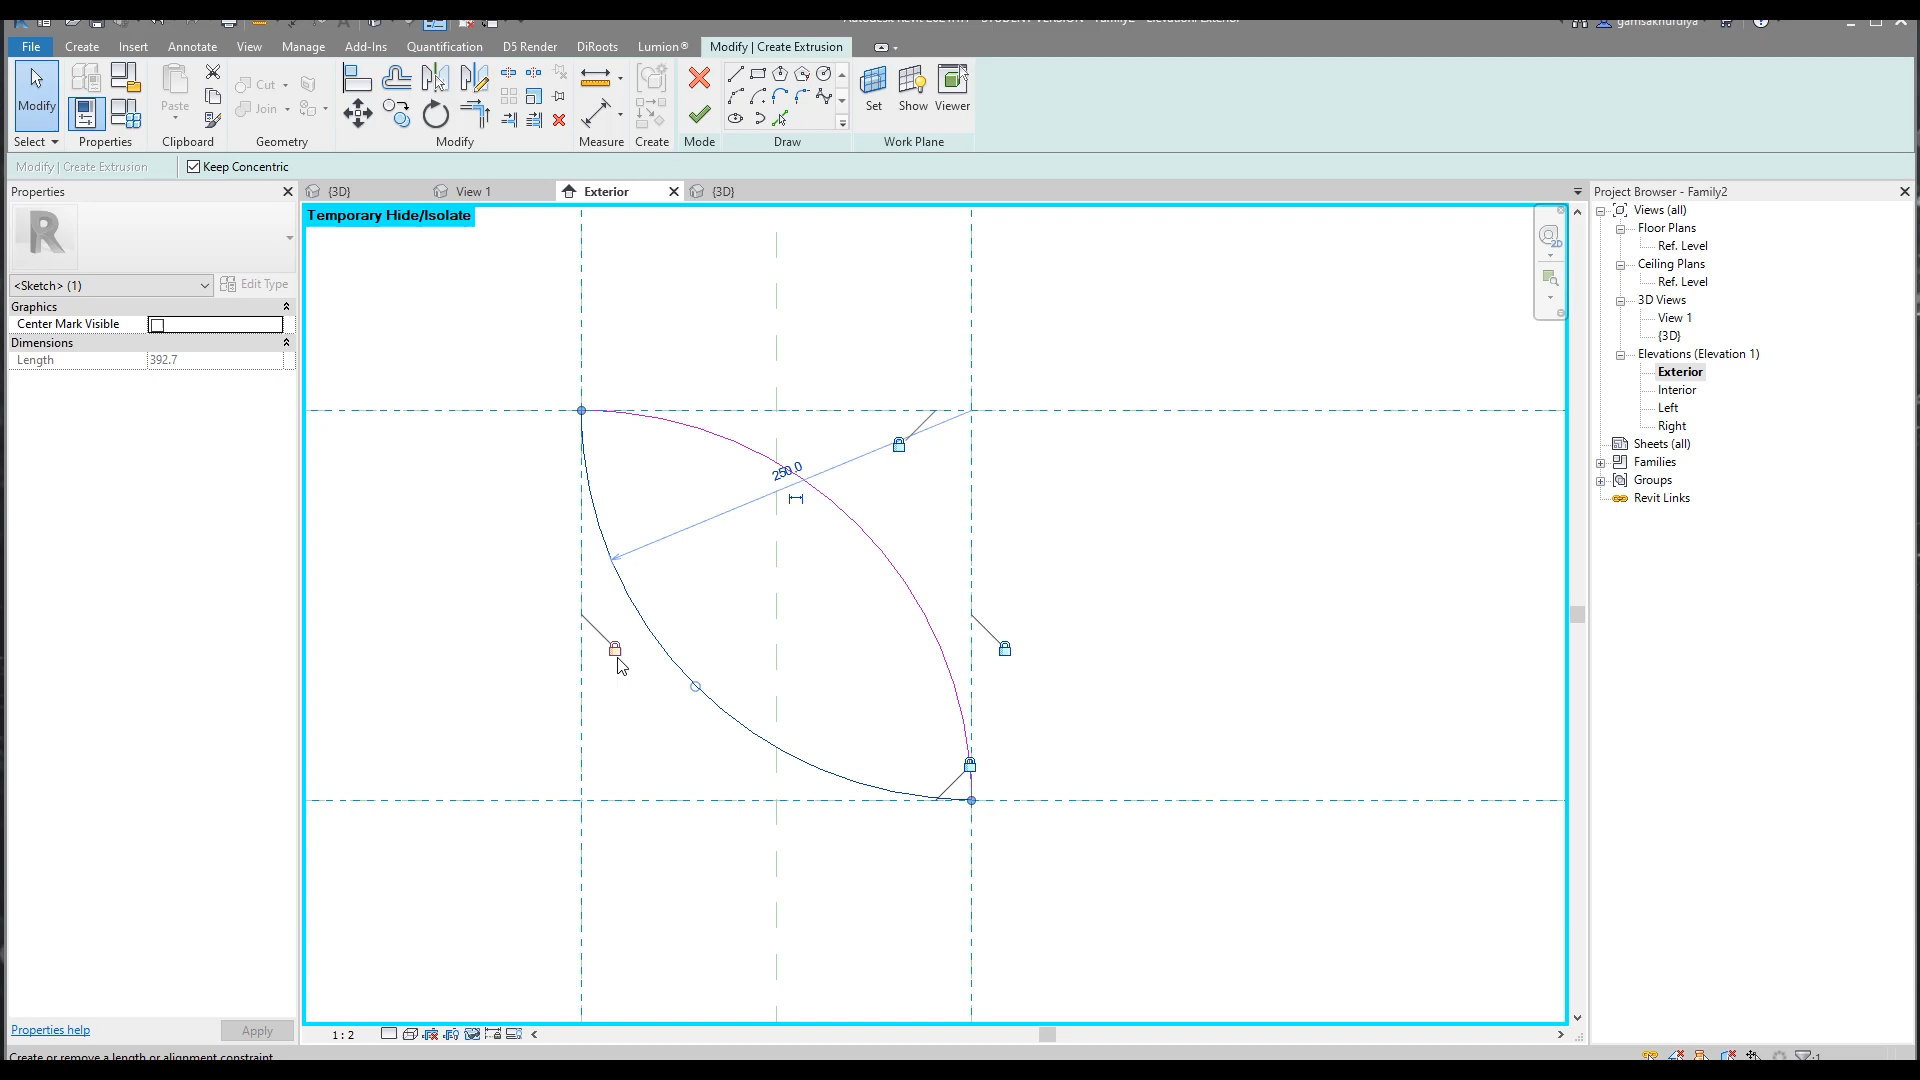 garnsakhurdiya
File Create Insert Annotate View Manage Add-Ins Quantification D5 Render DiRoots Lumion® Modify | Create Extrusion
Modify
Paste
Cut
Join
Set Show Viewer
Select Properties Clipboard Geometry Modify Measure Create Mode Draw Work Plane
Modify | Create Extrusion Keep Concentric
Properties
{3D} View 1 Exterior {3D}
Project Browser - Family2
Temporary Hide/Isolate
R
<Sketch> (1) Edit Type
Graphics
Center Mark Visible
Dimensions
Length 392.7
2D
250.0
Views (all)
Floor Plans
Ref. Level
Ceiling Plans
Ref. Level
3D Views
View 1
{3D}
Elevations (Elevation 1)
Exterior
Interior
Left
Right
Sheets (all)
Families
Groups
Revit Links
Properties help Apply
1 : 2
Create or remove a length or alignment constraint
:1